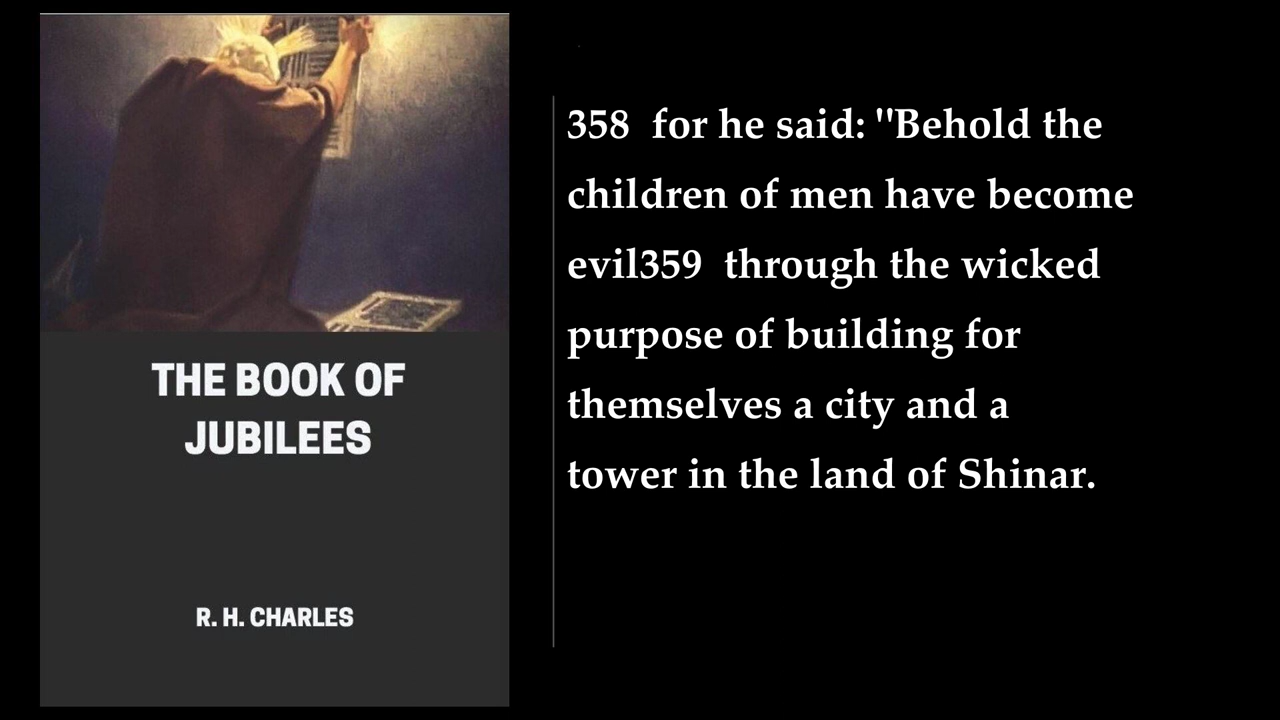 THE BOOK OF
JUBILEES
R. H. CHARLES
358  for he said: "Behold the
children of men have become
evil359  through the wicked
purpose of building for
themselves a city and a
tower in the land of Shinar.